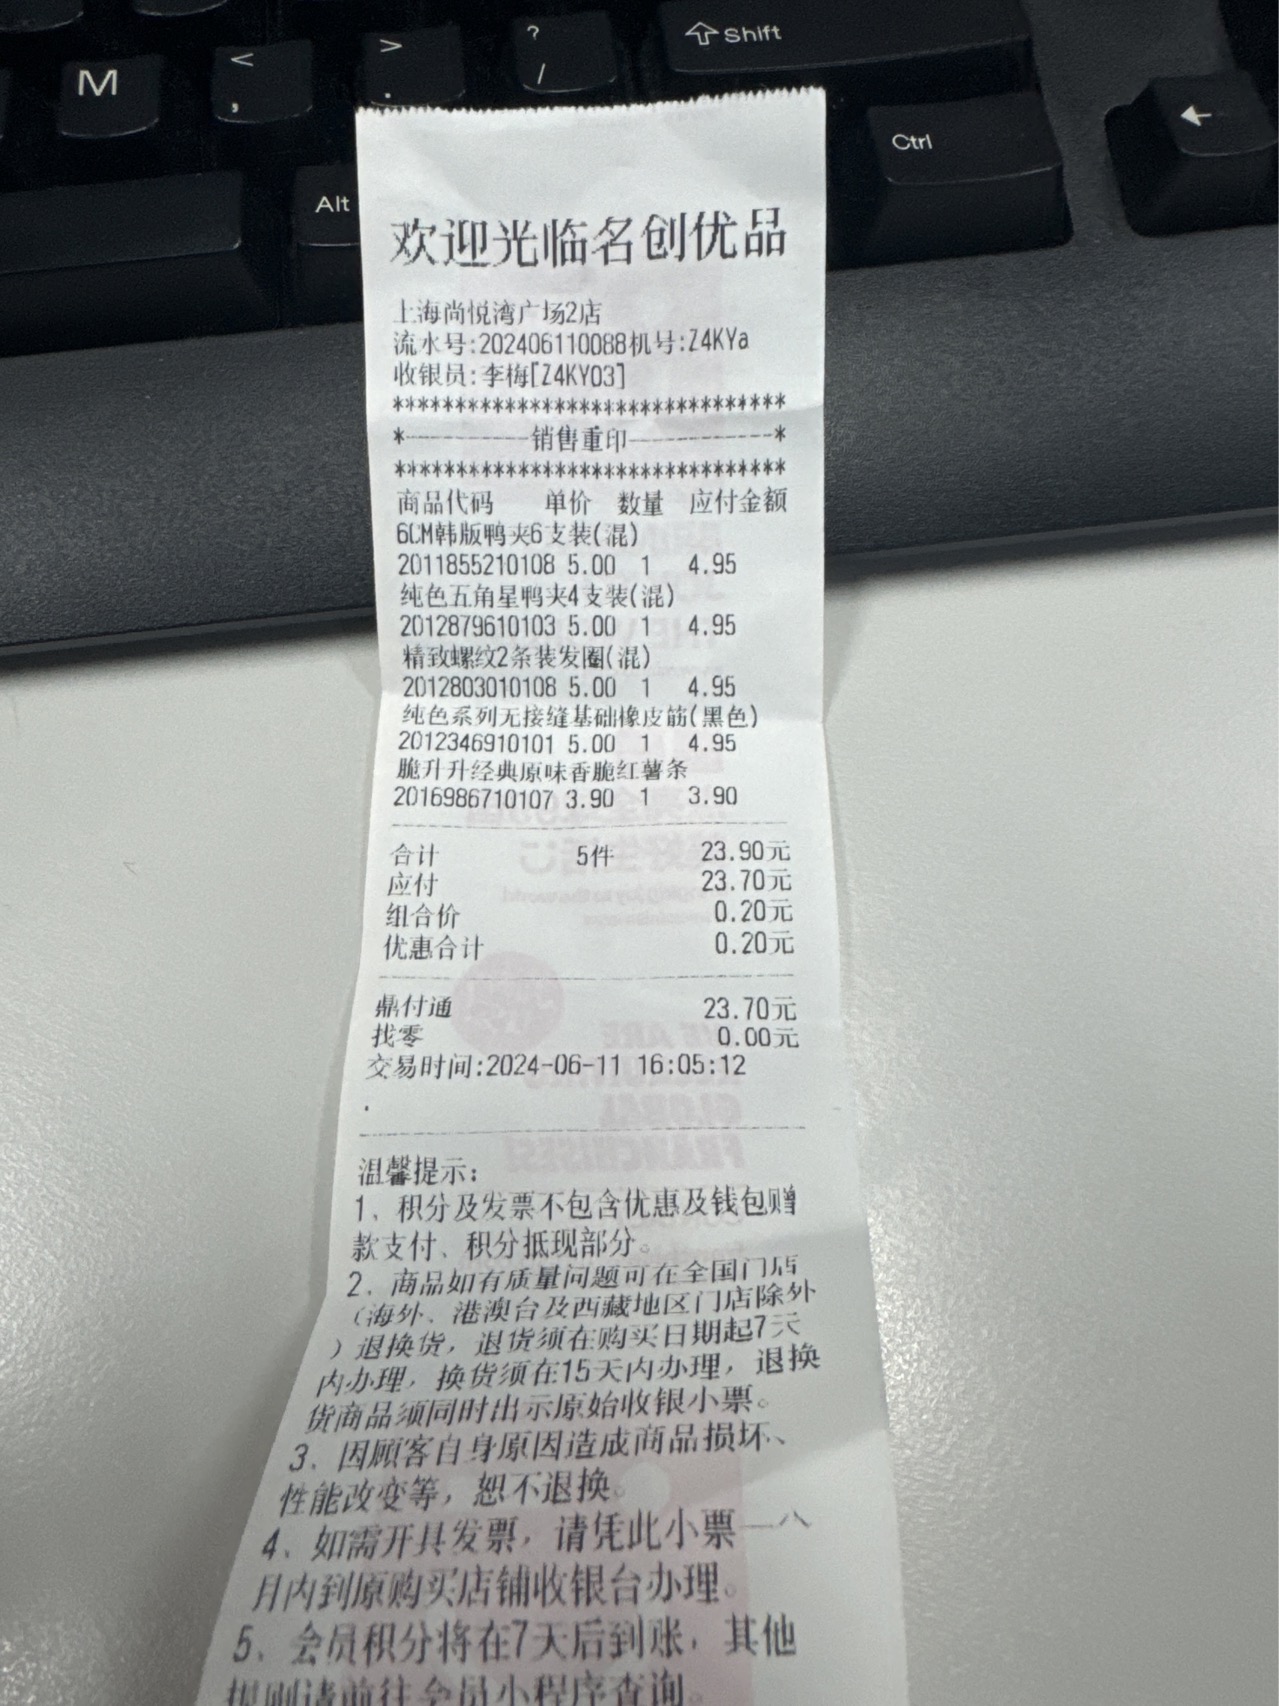 M
<
,
>
.
?
/
Shift
Alt
Ctrl
欢迎光临名创优品
上海尚悦湾广场2店
流水号:202406110088机号:Z4KYa
收银员:李梅[Z4KY03]
*******************************
*----------销售重印------------*
*******************************
商品代码 单价 数量 应付金额
6CM韩版鸭夹6支装(混)
2011855210108 5.00 1 4.95
纯色五角星鸭夹4支装(混)
2012879610103 5.00 1 4.95
精致螺纹2条装发圈(混)
2012803010108 5.00 1 4.95
纯色系列无接缝基础橡皮筋(黑色)
2012346910101 5.00 1 4.95
脆升升经典原味香脆红薯条
2016986710107 3.90 1 3.90
合计 5件 23.90元
应付 23.70元
组合价 0.20元
优惠合计 0.20元
鼎付通 23.70元
找零 0.00元
交易时间:2024-06-11 16:05:12
.
温馨提示:
1、积分及发票不包含优惠及钱包赠
款支付、积分抵现部分。
2、商品如有质量问题可在全国门店
(海外、港澳台及西藏地区门店除外
)退换货，退货须在购买日期起7天
内办理，换货须在15天内办理，退换
货商品须同时出示原始收银小票。
3、因顾客自身原因造成商品损坏、
性能改变等，恕不退换。
4、如需开具发票，请凭此小票一个
月内到原购买店铺收银台办理。
5、会员积分将在7天后到账，其他
规则请前往会员小程序查询。